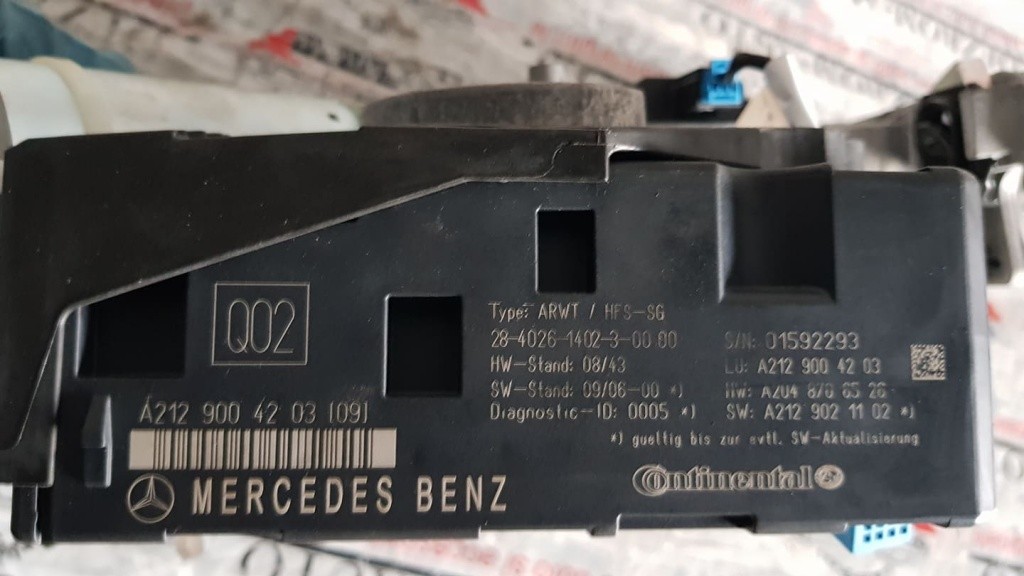 Q02
A212 900 42 03 [09]
MERCEDES BENZ
Type: ARWT / HFS-SG
28-4026-1402-3-00 00
HW-Stand: 08/43
SW-Stand: 09/06-00 *)
Diagnostic-ID: 0005 *)
S/N: 01592293
LU: A212 900 42 03
HW: A204 870 65 26
SW: A212 902 11 02 *)
*) gueltig bis zur evtl. SW-Aktualisierung
Continental